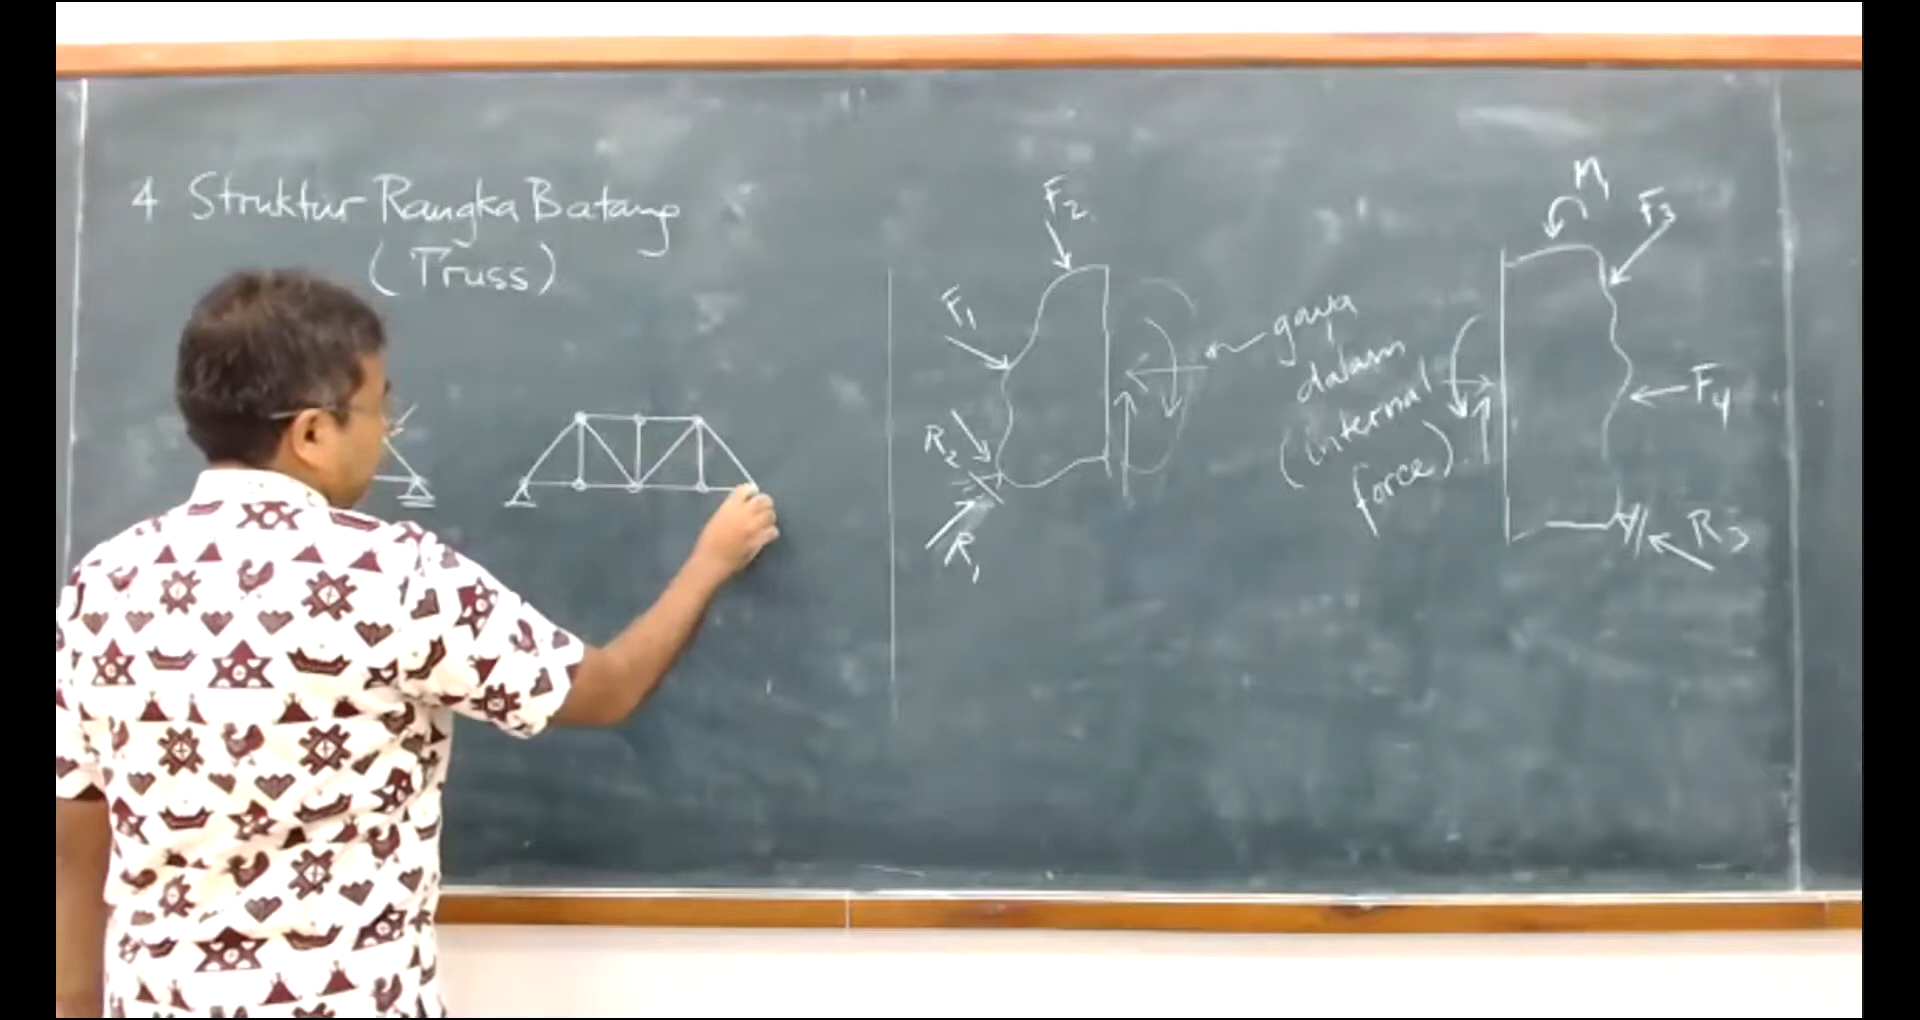 4 Struktur Rangka Batang
(Truss)
F₂
F₁
R₂
R₁
gaya
dalam
(internal
force)
M₁
F₃
F₄
R₃